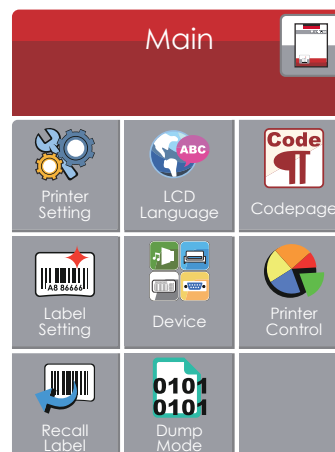 Main
ABC
Code
Printer
Setting
LCD
Language
Codepage
A8 86666
Label
Setting
Device
Printer
Control
0101
0101
Recall
Label
Dump
Mode